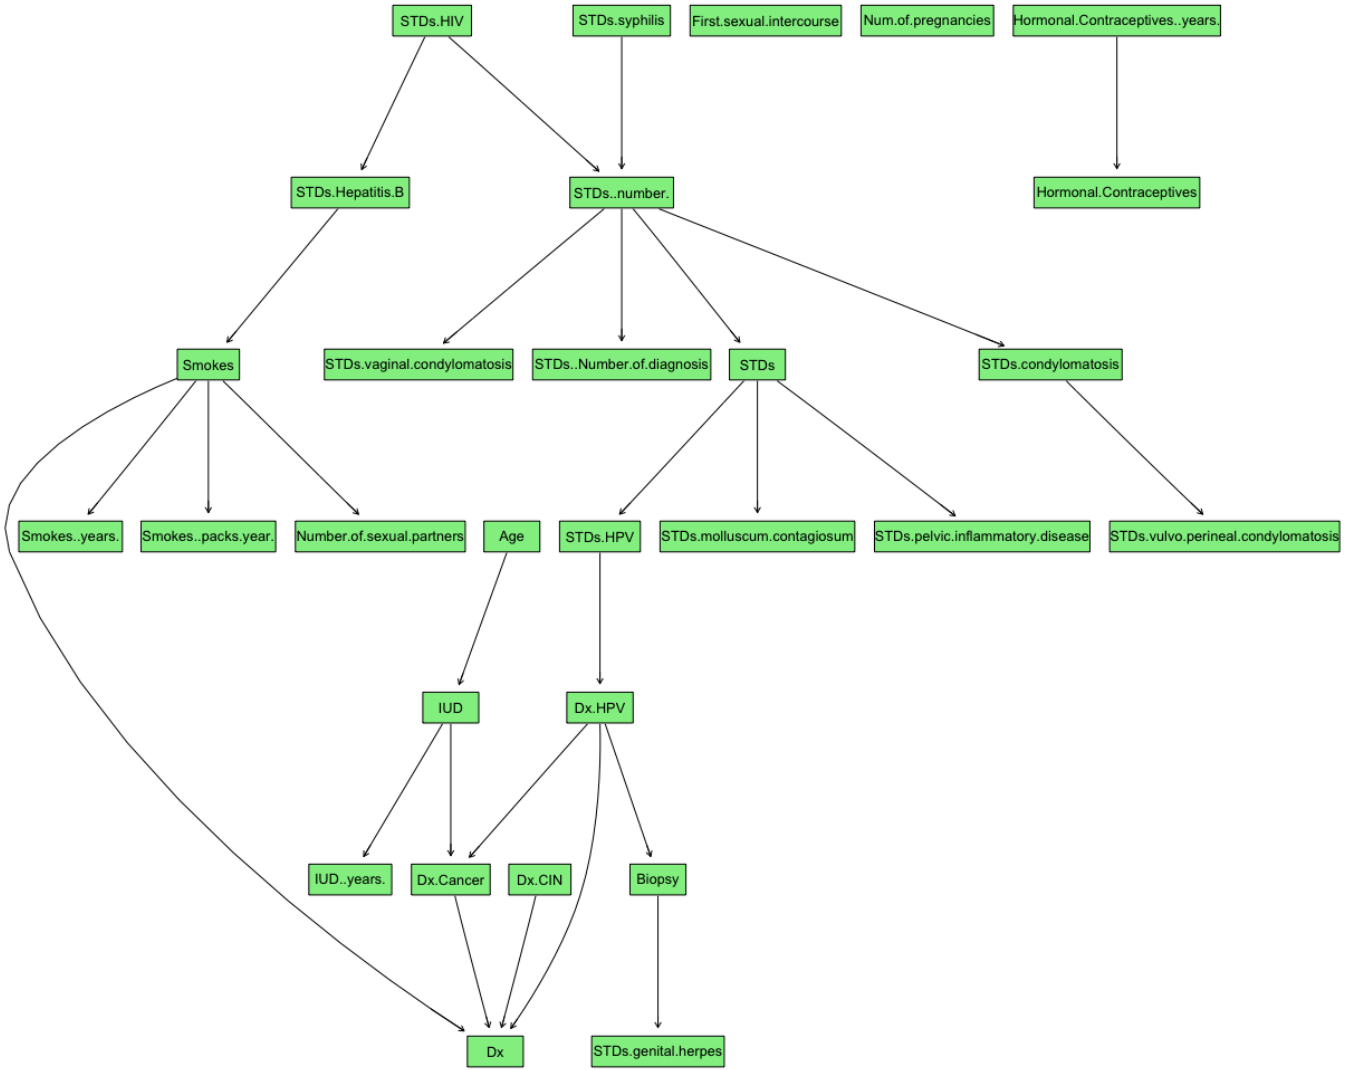 STDs.HIV
STDs.syphilis
First.sexual.intercourse
Num.of.pregnancies
Hormonal.Contraceptives..years.
STDs.Hepatitis.B
STDs..number.
Hormonal.Contraceptives
Smokes
STDs.vaginal.condylomatosis
STDs..Number.of.diagnosis
STDs
STDs.condylomatosis
Smokes..years.
Smokes..packs.year.
Number.of.sexual.partners
Age
STDs.HPV
STDs.molluscum.contagiosum
STDs.pelvic.inflammatory.disease
STDs.vulvo.perineal.condylomatosis
IUD
Dx.HPV
IUD..years.
Dx.Cancer
Dx.CIN
Biopsy
Dx
STDs.genital.herpes